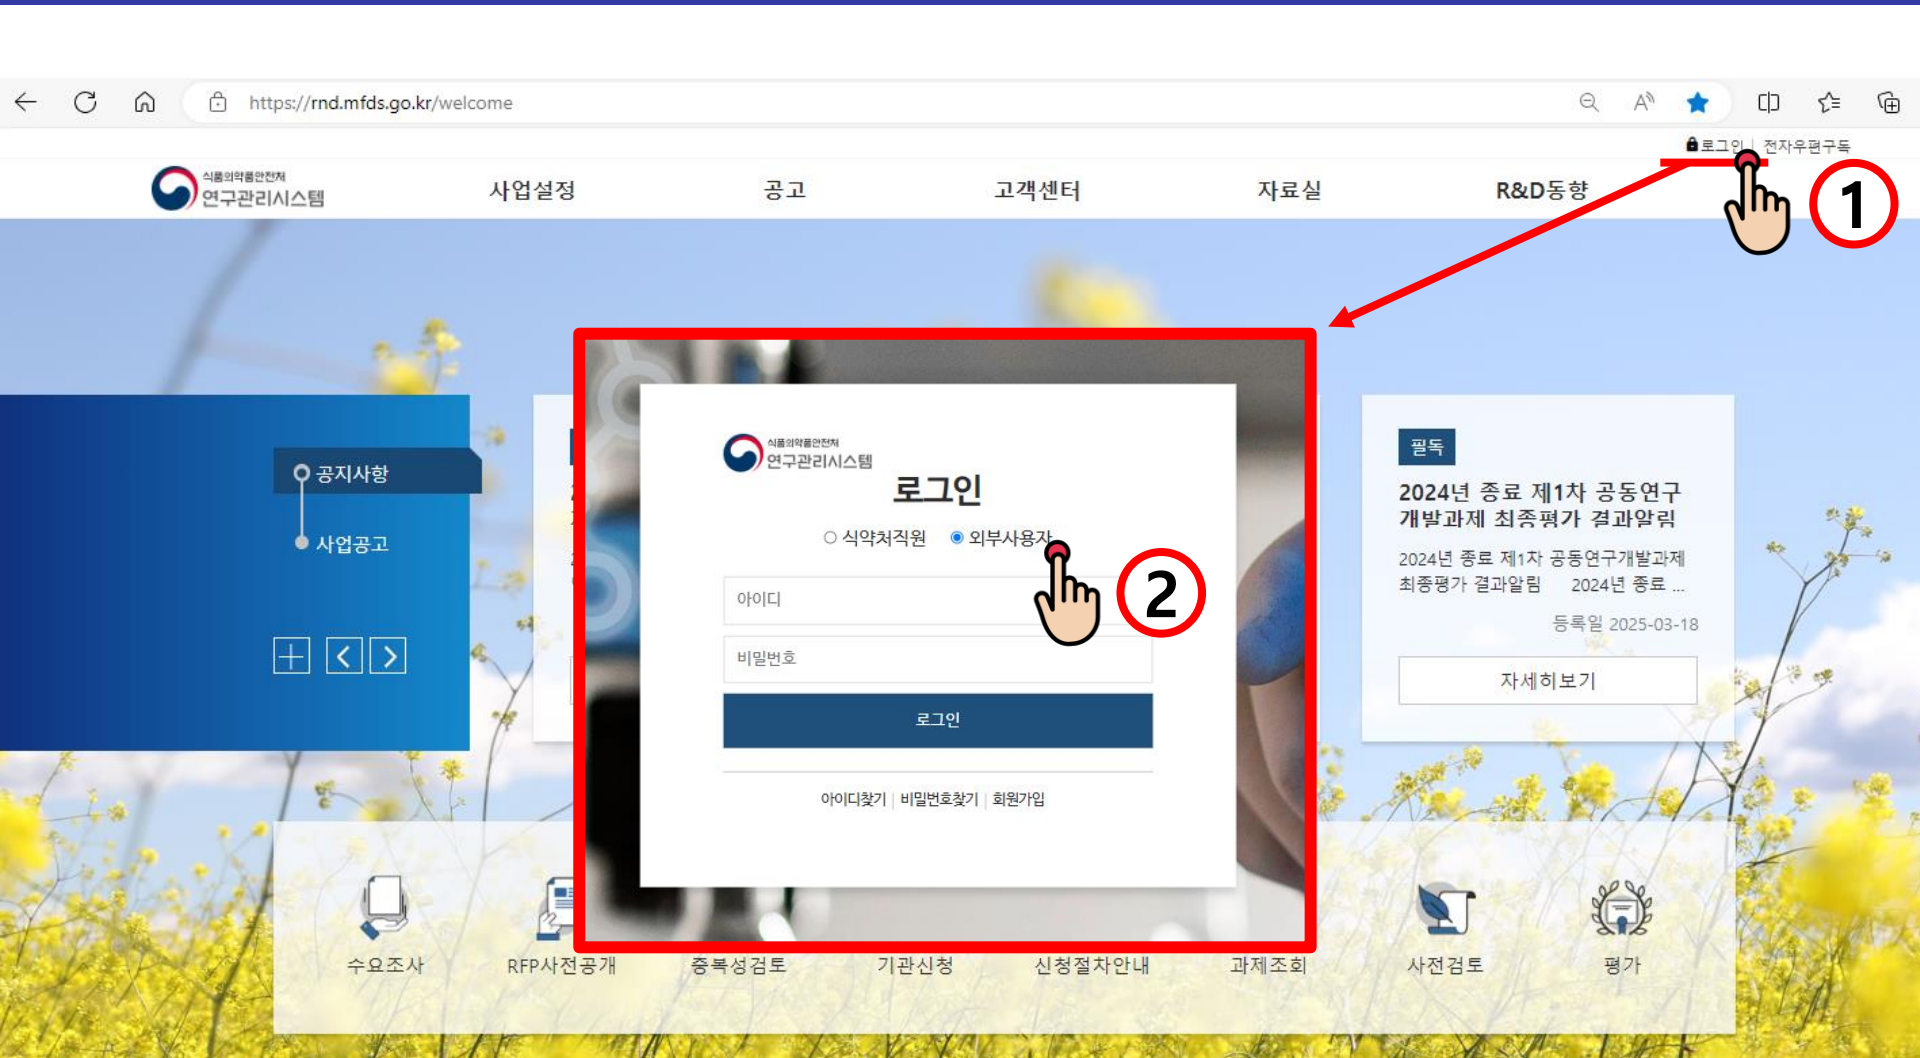 https://rnd.mfds.go.kr/welcome
로그인 | 전자우편구독
식품의약품안전처
연구관리시스템
사업설정
공고
고객센터
자료실
R&D동향
1
공지사항
사업공고
식품의약품안전처
연구관리시스템
로그인
식약처직원
외부사용자
아이디
2
비밀번호
로그인
아이디찾기 | 비밀번호찾기 | 회원가입
필독
2024년 종료 제1차 공동연구
개발과제 최종평가 결과알림
2024년 종료 제1차 공동연구개발과제
최종평가 결과알림 2024년 종료 ...
등록일 2025-03-18
자세히보기
수요조사
RFP사전공개
중복성검토
기관신청
신청절차안내
과제조회
사전검토
평가